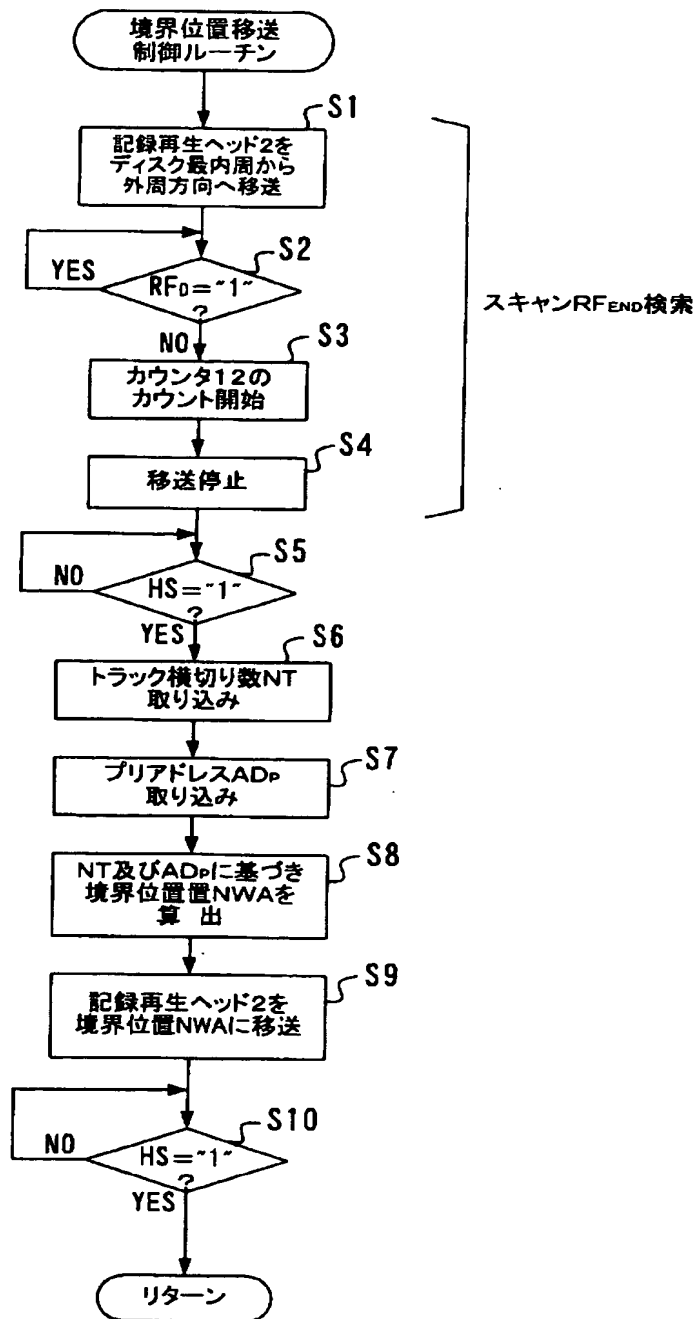 境界位置移送
制御ルーチン
S1
記録再生ヘッド2を
ディスク最内周から
外周方向へ移送
S2
YES
RFD="1"
?
NO
S3
カウンタ12の
カウント開始
S4
移送停止
スキャンRFEND検索
S5
NO
HS="1"
?
YES
S6
トラック横切り数NT
取り込み
S7
プリアドレスADP
取り込み
S8
NT及びADPに基づき
境界位置置NWAを
算 出
S9
記録再生ヘッド2を
境界位置NWAに移送
S10
NO
HS="1"
?
YES
リターン